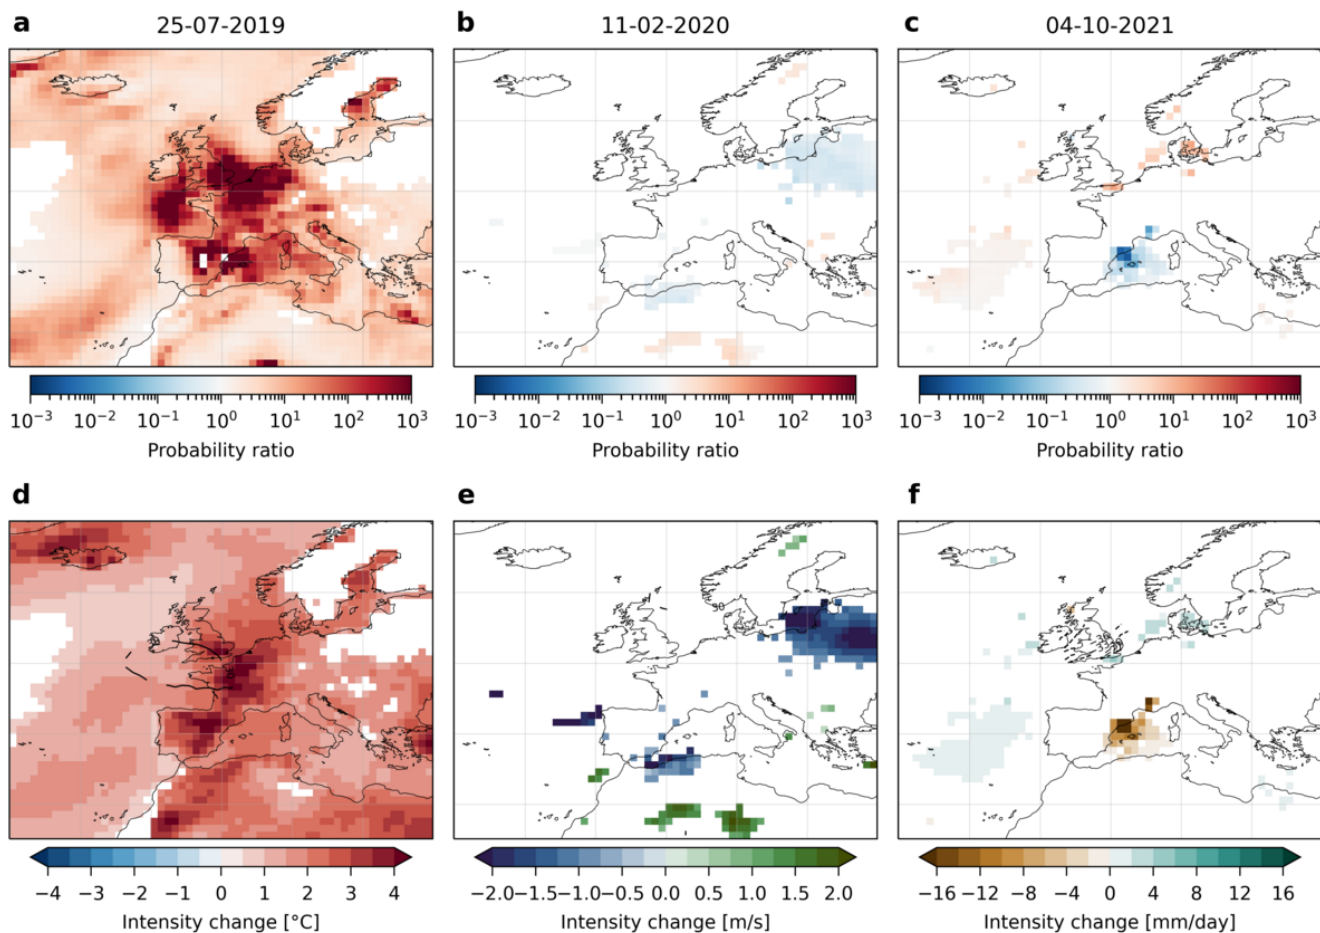 a 25-07-2019
b 11-02-2020
c 04-10-2021
10⁻³ 10⁻² 10⁻¹ 10⁰ 10¹ 10² 10³
Probability ratio
10⁻³ 10⁻² 10⁻¹ 10⁰ 10¹ 10² 10³
Probability ratio
10⁻³ 10⁻² 10⁻¹ 10⁰ 10¹ 10² 10³
Probability ratio
d
e
f
30
−4 −3 −2 −1 0 1 2 3 4
Intensity change [°C]
−2.0 −1.5 −1.0 −0.5 0.0 0.5 1.0 1.5 2.0
Intensity change [m/s]
−16 −12 −8 −4 0 4 8 12 16
Intensity change [mm/day]